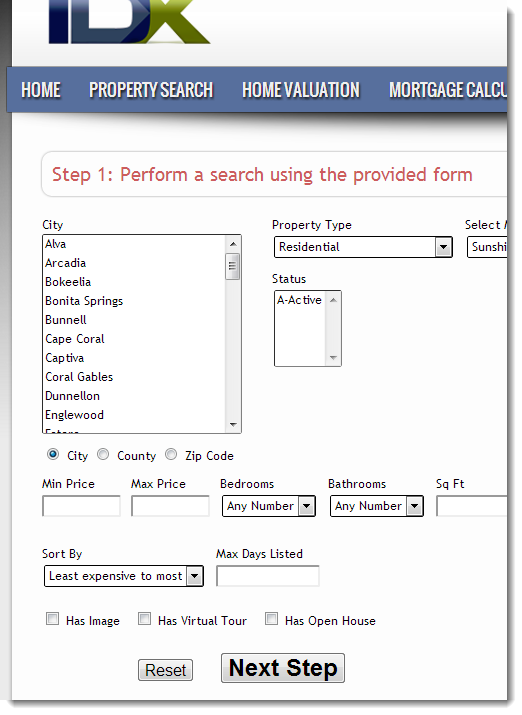 IDX
HOME PROPERTY SEARCH HOME VALUATION MORTGAGE CALCU
Step 1: Perform a search using the provided form
City Property Type Select
Alva
Arcadia
Bokeelia
Bonita Springs
Bunnell
Cape Coral
Captiva
Coral Gables
Dunnellon
Englewood
Residential Sunshi
Status
A-Active
City County Zip Code
Min Price Max Price Bedrooms Bathrooms Sq Ft
Any Number Any Number
Sort By Max Days Listed
Least expensive to most
Has Image Has Virtual Tour Has Open House
Reset Next Step